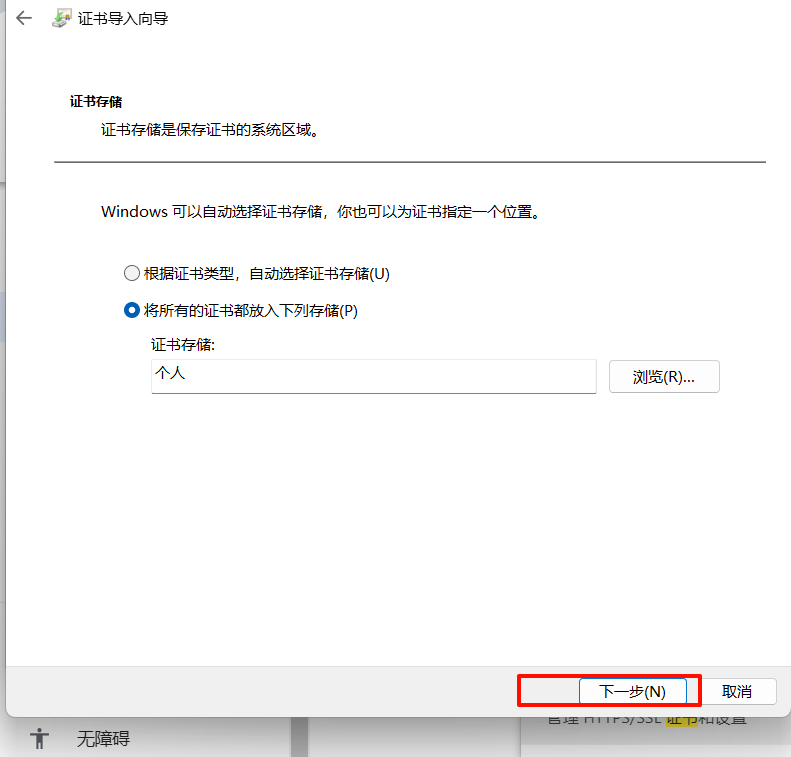 证书导入向导
证书存储
证书存储是保存证书的系统区域。
Windows 可以自动选择证书存储，你也可以为证书指定一个位置。
根据证书类型，自动选择证书存储(U)
将所有的证书都放入下列存储(P)
证书存储:
个人
浏览(R)...
下一步(N)
取消
管理 HTTPS/SSL 证书和设置
无障碍